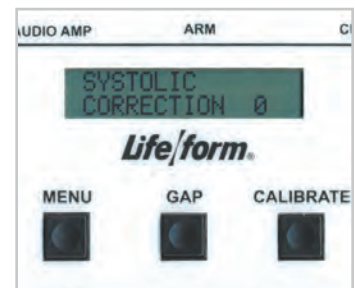 AUDIO AMP ARM
SYSTOLIC
CORRECTION 0
Life/form®
MENU GAP CALIBRATE